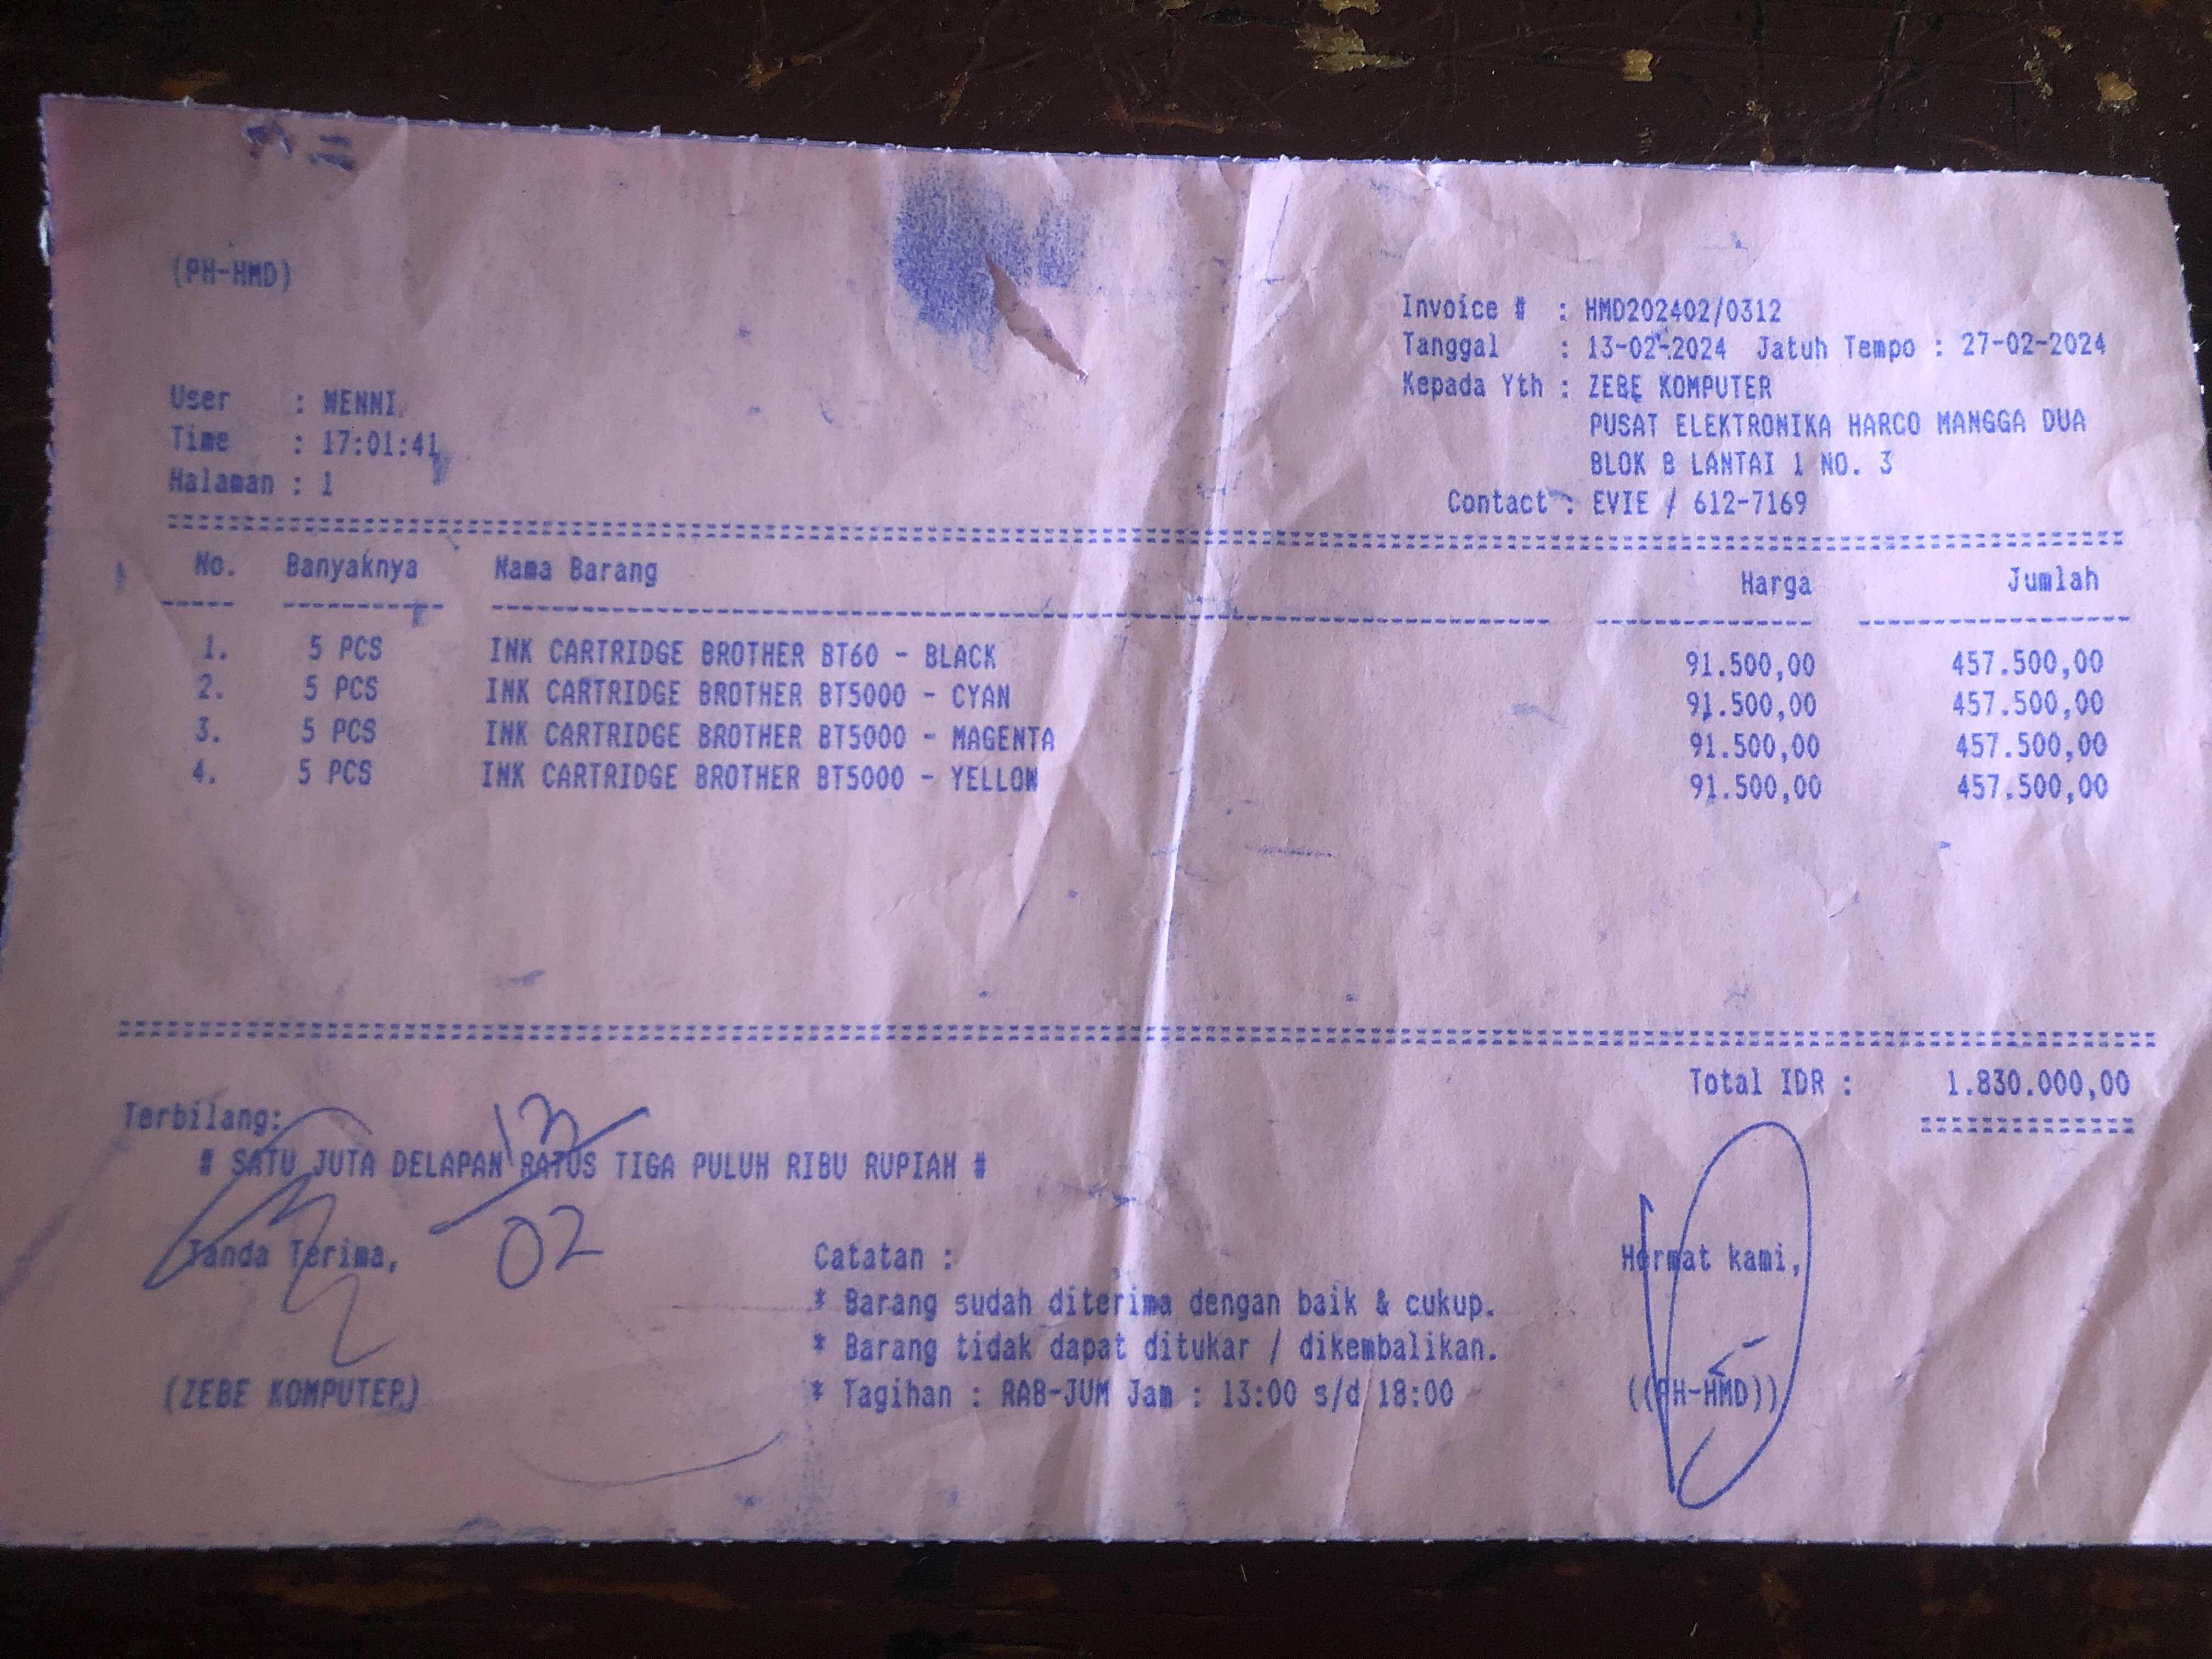 (PH-HMD)
Invoice # : HMD202402/0312
Tanggal : 13-02-2024 Jatuh Tempo : 27-02-2024
Kepada Yth : ZEBE KOMPUTER
PUSAT ELEKTRONIKA HARCO MANGGA DUA
BLOK B LANTAI 1 NO. 3
Contact : EVIE / 612-7169
User : WENNI
Time : 17:01:41
Halaman : 1
No. Banyaknya Nama Barang Harga Jumlah
1. 5 PCS INK CARTRIDGE BROTHER BT60 - BLACK 91.500,00 457.500,00
2. 5 PCS INK CARTRIDGE BROTHER BT5000 - CYAN 91.500,00 457.500,00
3. 5 PCS INK CARTRIDGE BROTHER BT5000 - MAGENTA 91.500,00 457.500,00
4. 5 PCS INK CARTRIDGE BROTHER BT5000 - YELLOW 91.500,00 457.500,00
Total IDR : 1.830.000,00
Terbilang:
# SATU JUTA DELAPAN RATUS TIGA PULUH RIBU RUPIAH #
13/02
Tanda Terima,
(ZEBE KOMPUTER)
Catatan :
* Barang sudah diterima dengan baik & cukup.
* Barang tidak dapat ditukar / dikembalikan.
* Tagihan : RAB-JUM Jam : 13:00 s/d 18:00
Hormat kami,
((PH-HMD))